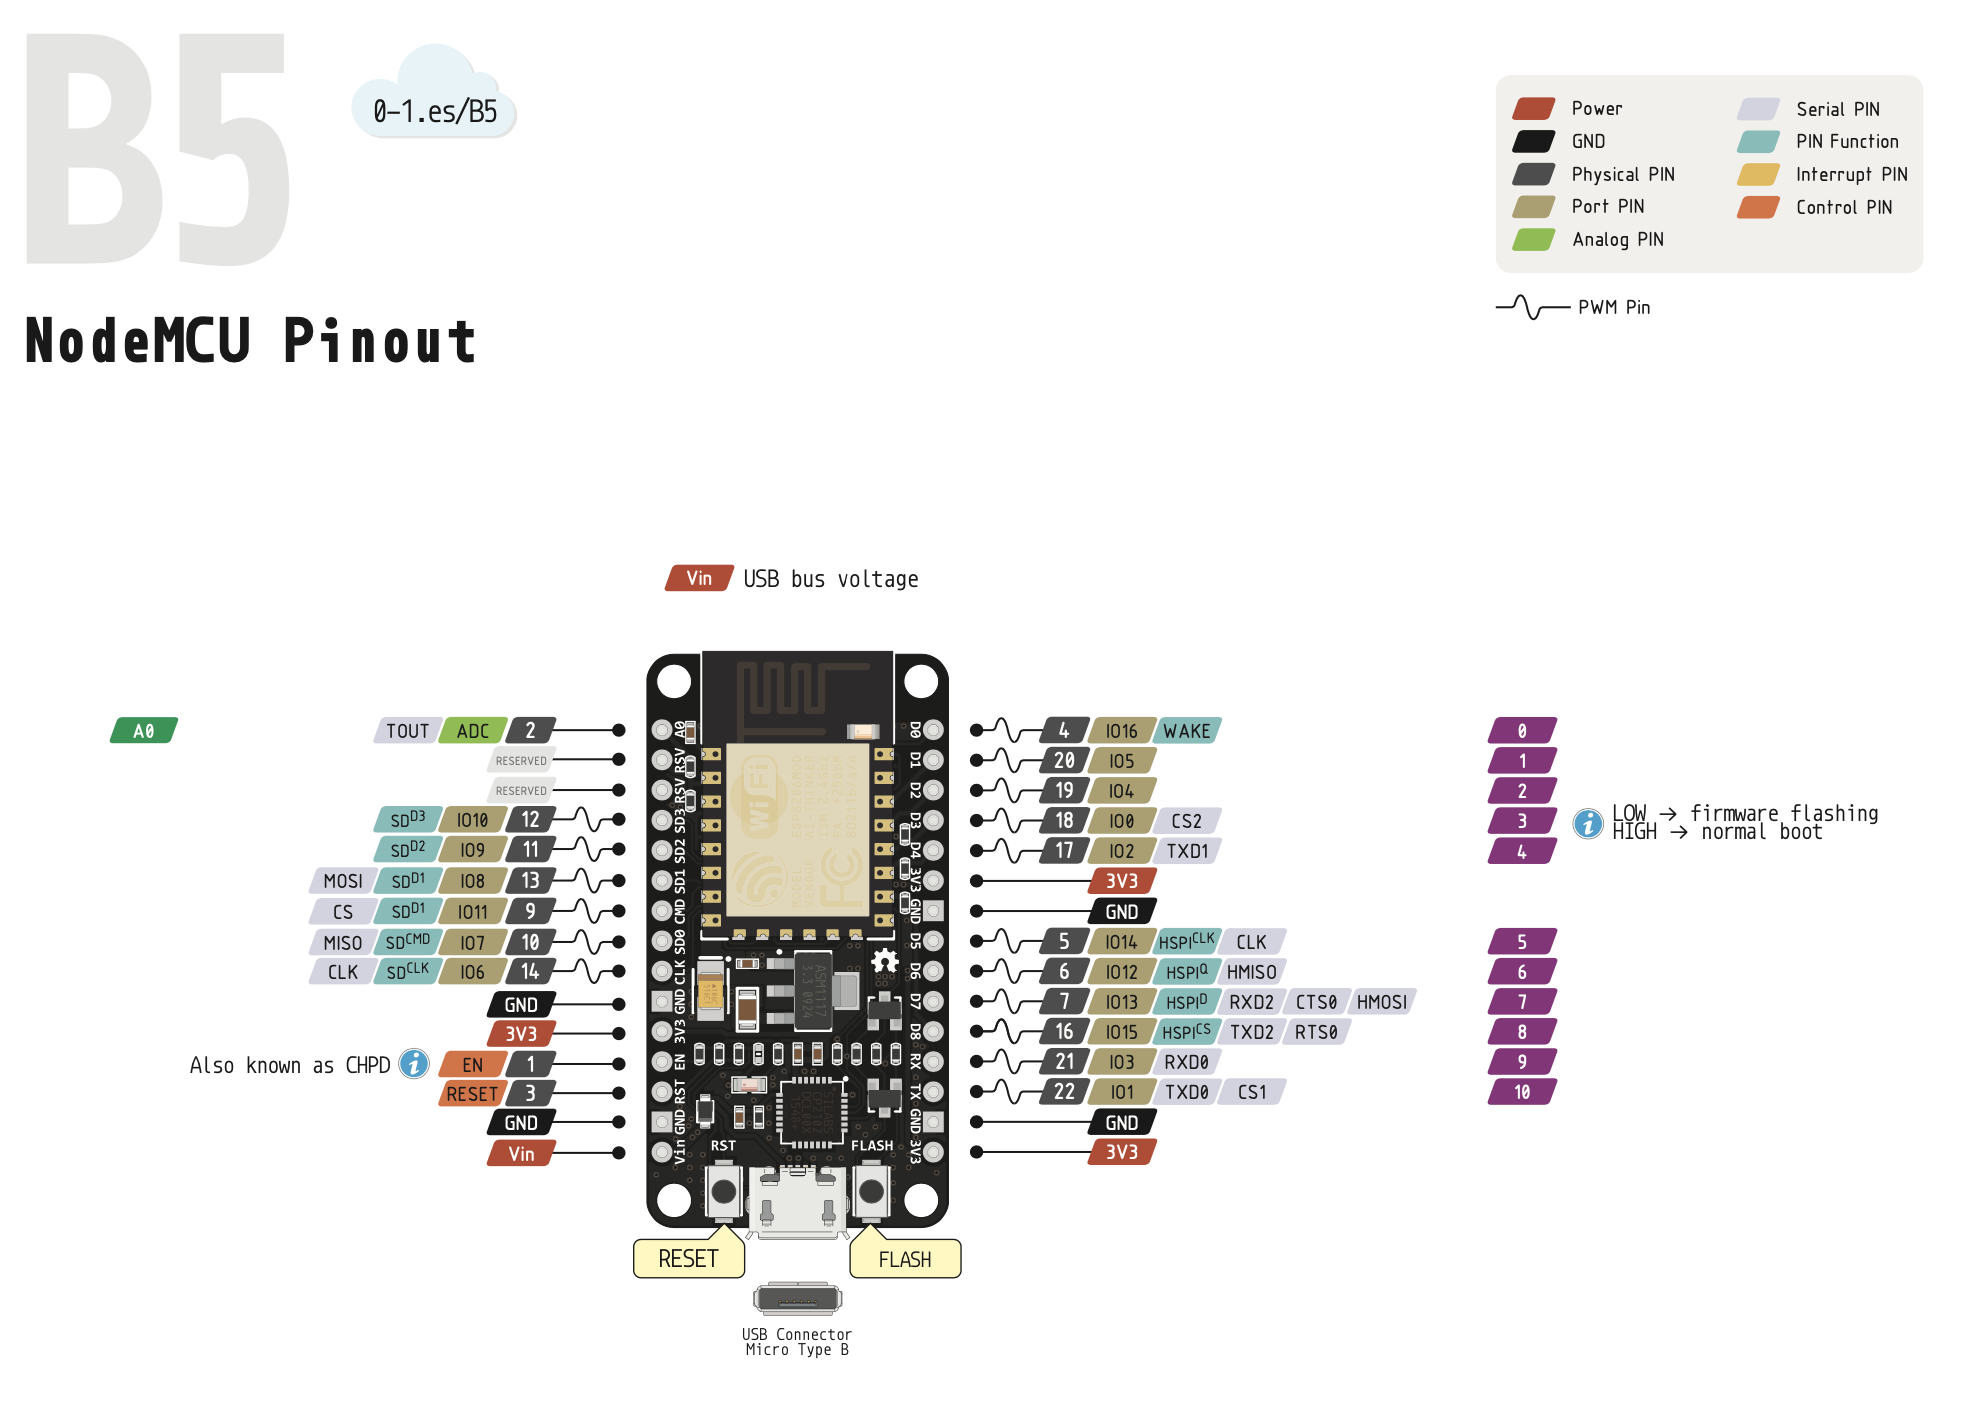 B5
0-1.es/B5
Power
GND
Physical PIN
Port PIN
Analog PIN
Serial PIN
PIN Function
Interrupt PIN
Control PIN
PWM Pin
NodeMCU Pinout
Vin USB bus voltage
A0 TOUT ADC 2
RESERVED
RESERVED
SD D3 IO10 12
SD D2 IO9 11
MOSI SD D1 IO8 13
CS SD D1 IO11 9
MISO SD CMD IO7 10
CLK SD CLK IO6 14
GND
3V3
Also known as CHPD i EN 1
RESET 3
GND
Vin
A0
RSV
RSV
SD3
SD2
SD1
CMD
SD0
CLK
GND
3V3
EN
RST
GND
Vin
WiFi
FC
ASM1117
3.3 0924
RST
FLASH
D0
D1
D2
D3
D4
3V3
GND
D5
D6
D7
D8
RX
TX
GND
3V3
4 IO16 WAKE 0
20 IO5 1
19 IO4 2
18 IO0 CS2 3
i LOW → firmware flashing
HIGH → normal boot
17 IO2 TXD1 4
3V3
GND
5 IO14 HSPI CLK CLK 5
6 IO12 HSPI Q HMISO 6
7 IO13 HSPI D RXD2 CTS0 HMOSI 7
16 IO15 HSPI CS TXD2 RTS0 8
21 IO3 RXD0 9
22 IO1 TXD0 CS1 10
GND
3V3
RESET
FLASH
USB Connector
Micro Type B